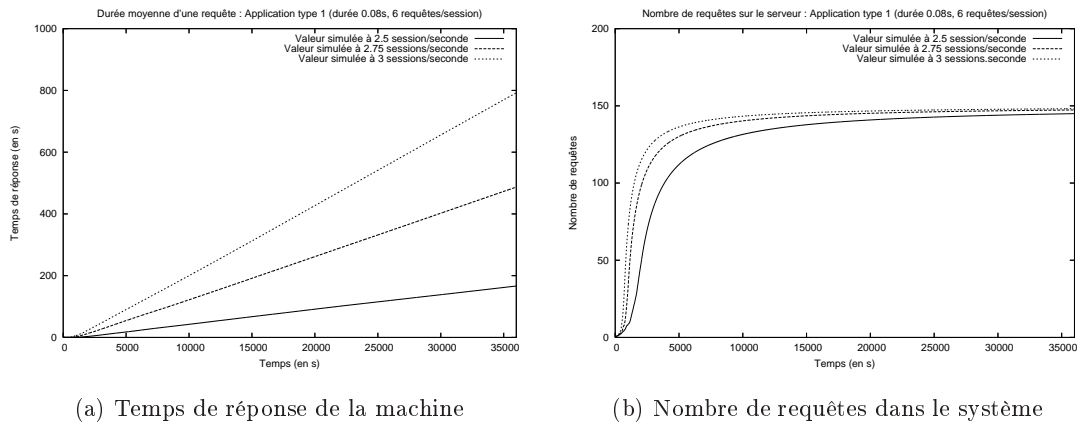 Durée moyenne d'une requête : Application type 1 (durée 0.08s, 6 requêtes/session)
Valeur simulée à 2.5 session/seconde
Valeur simulée à 2.75 sessions/seconde
Valeur simulée à 3 sessions/seconde
1000
800
600
400
200
0
Temps de réponse (en s)
0 5000 10000 15000 20000 25000 30000 35000
Temps (en s)
(a) Temps de réponse de la machine
Nombre de requêtes sur le serveur : Application type 1 (durée 0.08s, 6 requêtes/session)
Valeur simulée à 2.5 session/seconde
Valeur simulée à 2.75 sessions/seconde
Valeur simulée à 3 sessions.seconde
200
150
100
50
0
Nombre de requêtes
0 5000 10000 15000 20000 25000 30000 35000
Temps (en s)
(b) Nombre de requêtes dans le système